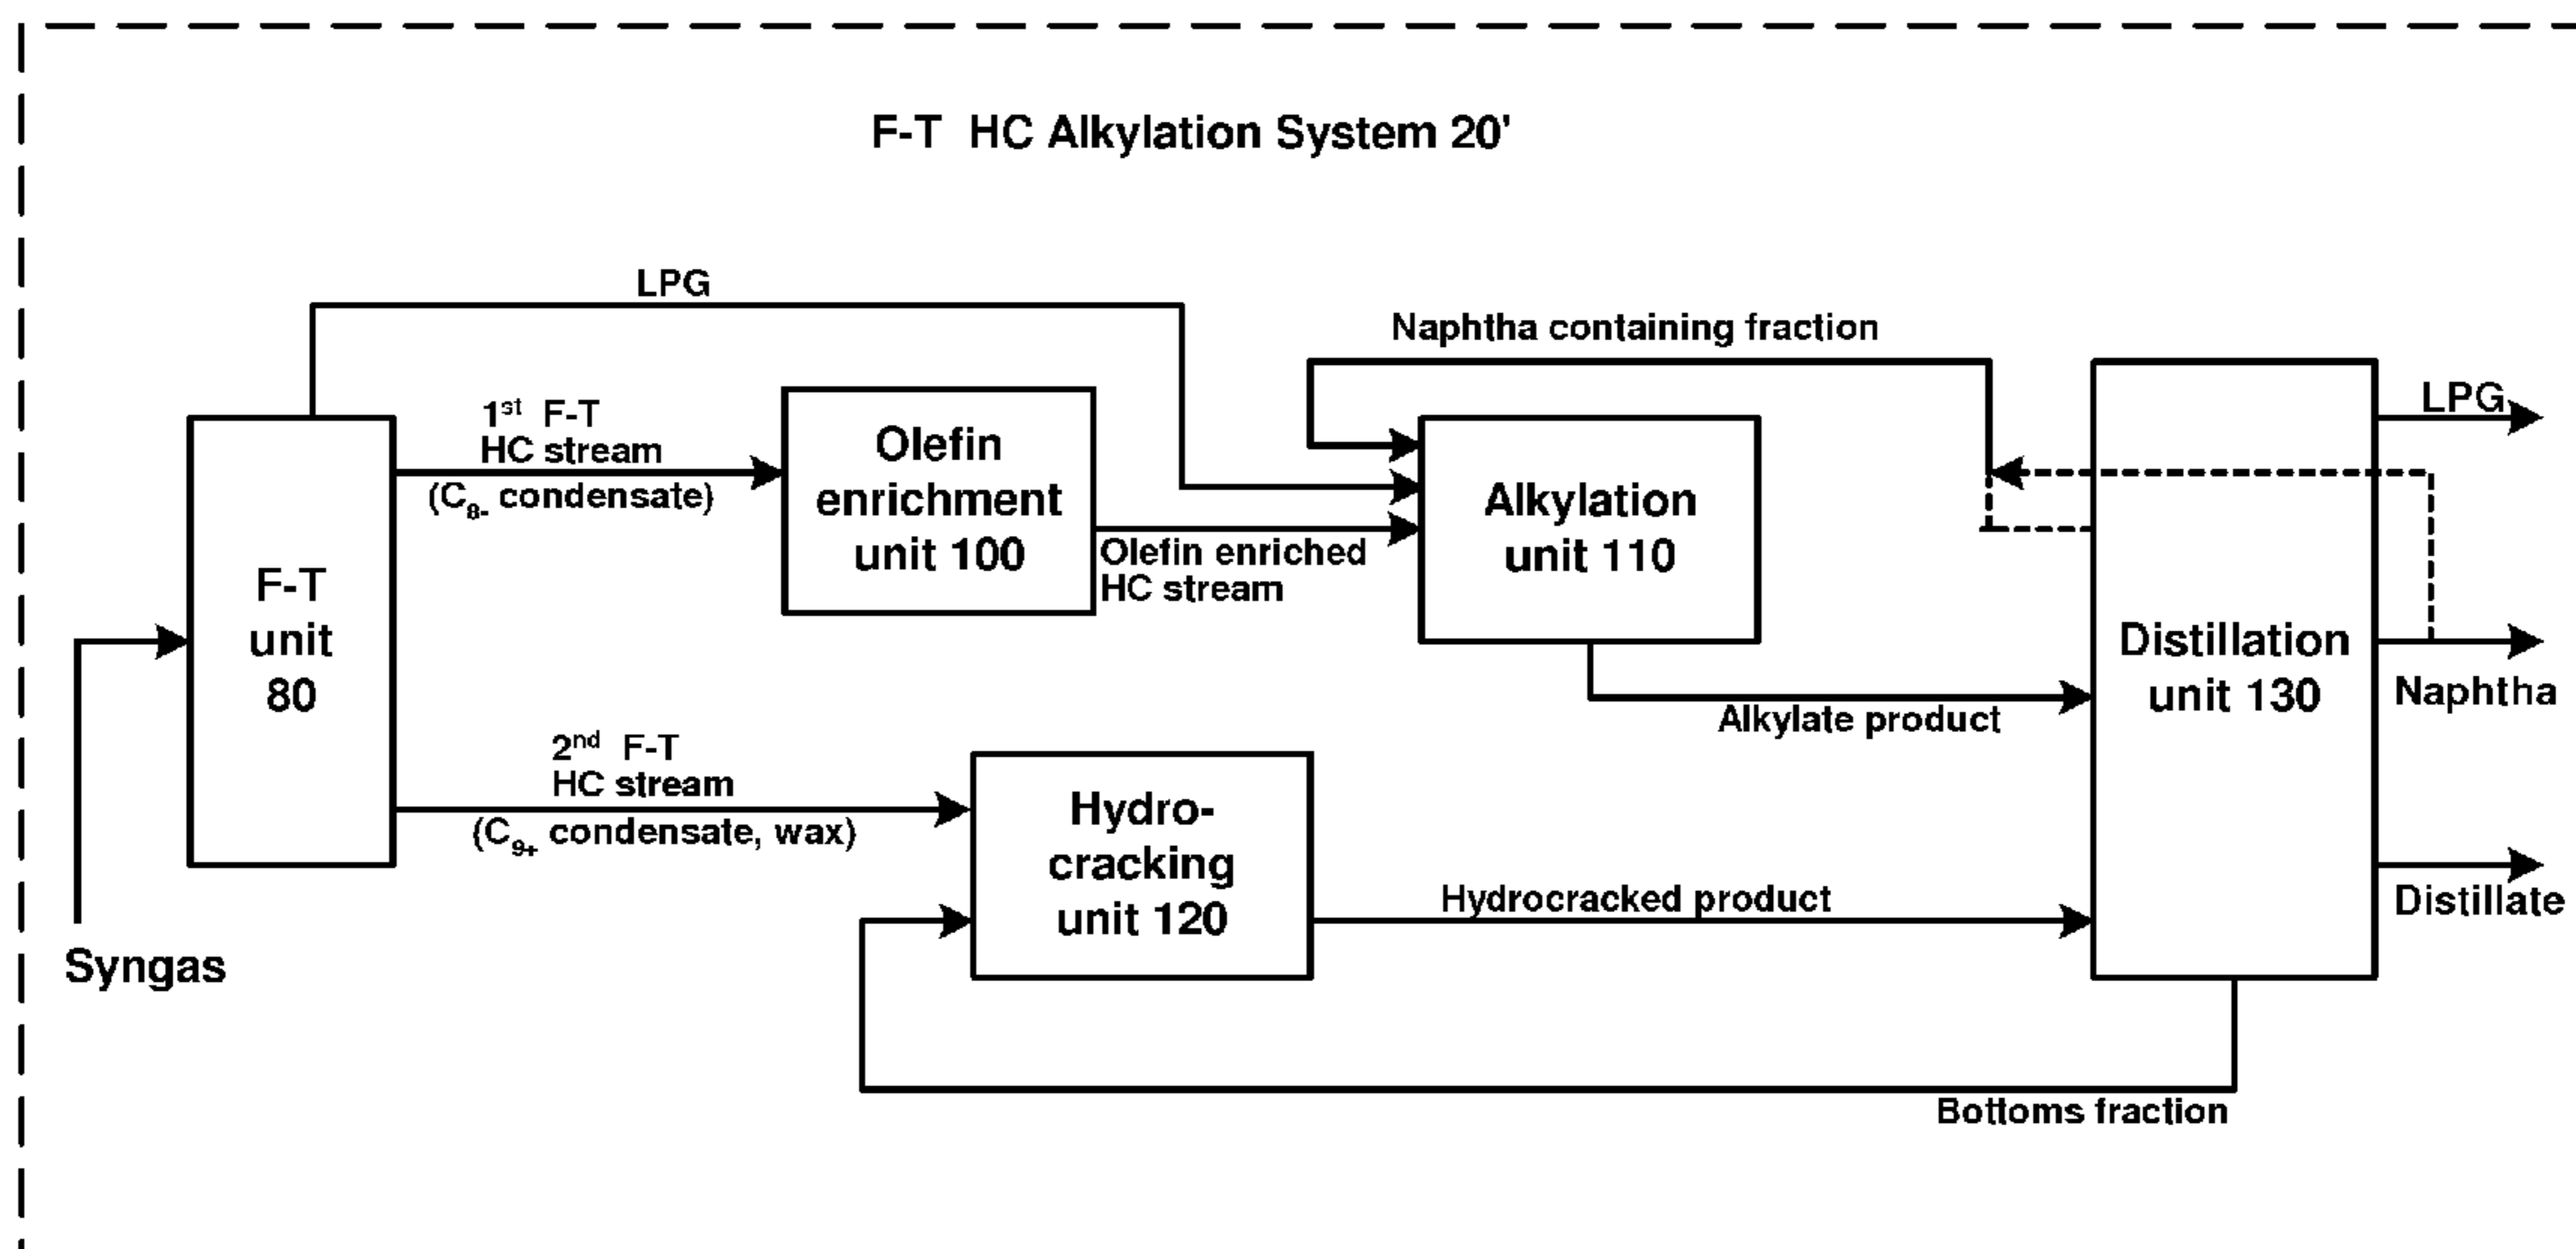 F-T HC Alkylation System 20'
LPG
Naphtha containing fraction
1st F-T
HC stream
(C8- condensate)
Olefin
enrichment
unit 100
Olefin enriched
HC stream
Alkylation
unit 110
LPG
F-T
unit
80
Distillation
unit 130
Naphtha
Alkylate product
2nd F-T
HC stream
(C9+ condensate, wax)
Hydro-
cracking
unit 120
Hydrocracked product
Distillate
Syngas
Bottoms fraction